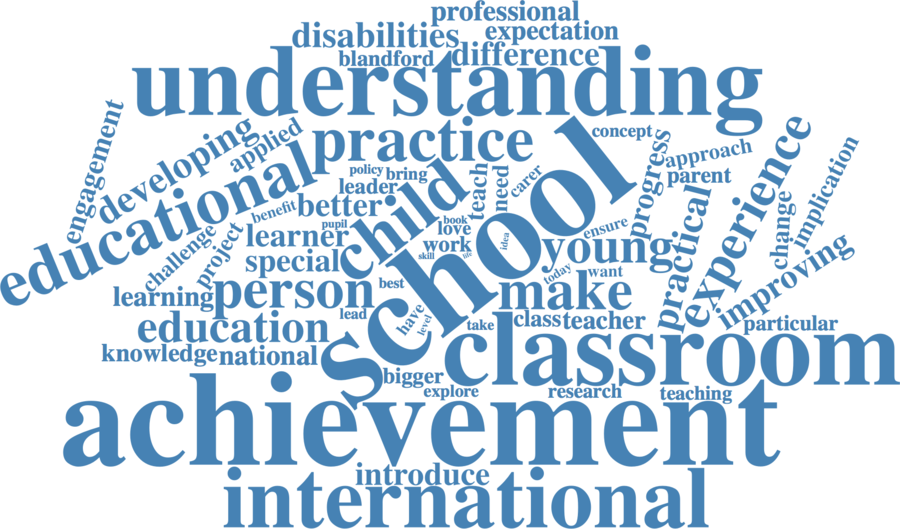 professional
disabilities
expectation
blandford
difference
understanding
engagement
developing
applied
practice
concept
experience
educational
policy
bring
leader
child
teach
need
carer
school
progress
approach
parent
implication
benefit
better
pupil
book
love
idea
ensure
practical
change
challenge
project
learner
work
skill
life
young
special
today
want
improving
learning
person
best
make
have
level
lead
take
class
teacher
particular
education
knowledge
national
classroom
bigger
explore
research
teaching
achievement
introduce
international